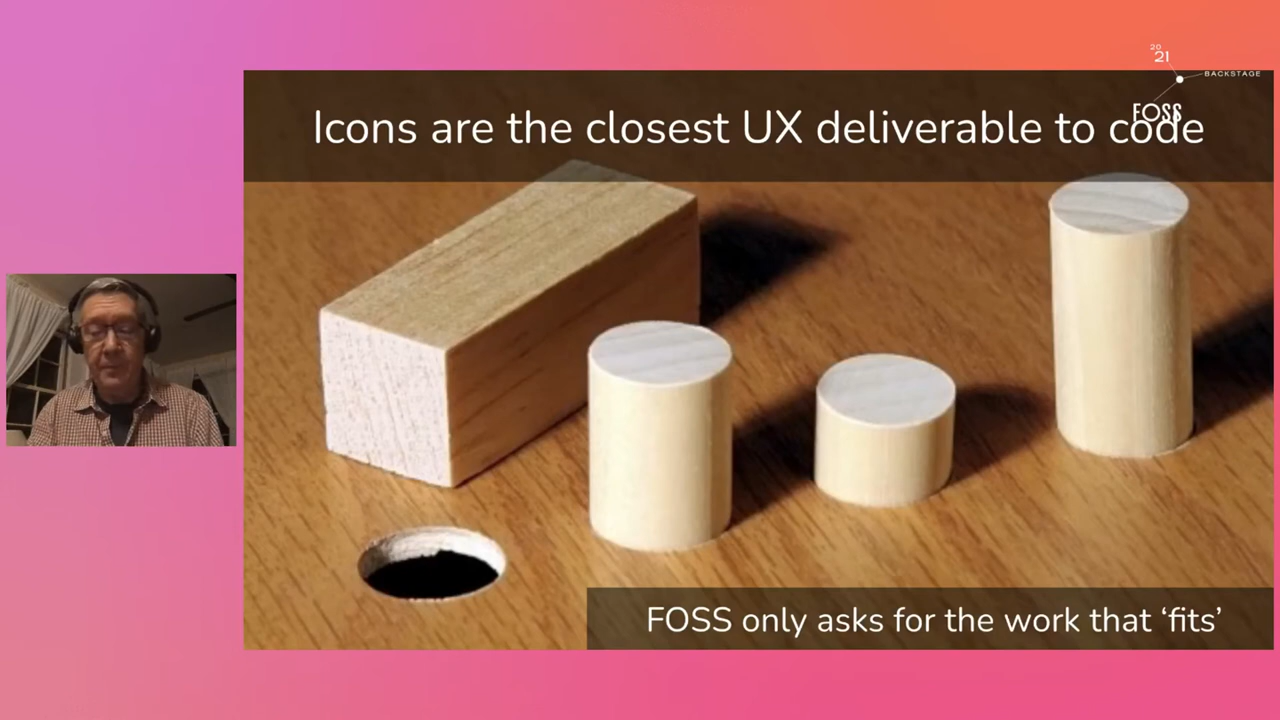 20
21
BACKSTAGE
FOSS
Icons are the closest UX deliverable to code
FOSS only asks for the work that ‘fits’